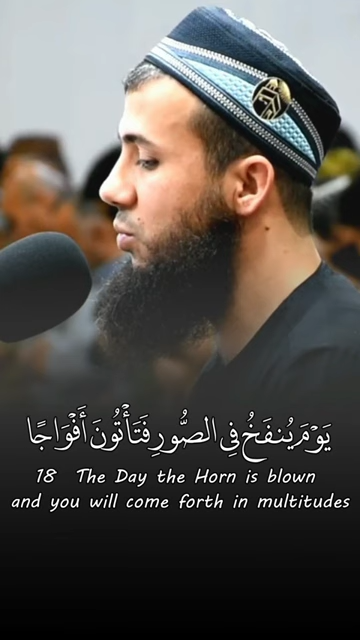 يَوْمَ يُنفَخُ فِي الصُّورِ فَتَأْتُونَ أَفْوَاجًا
18 The Day the Horn is blown
and you will come forth in multitudes